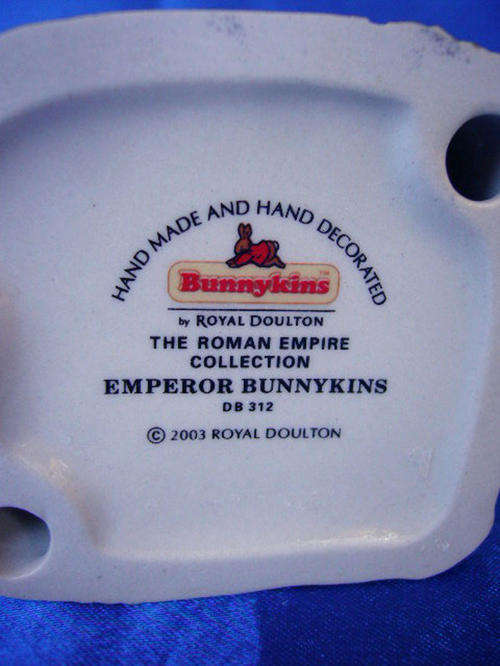 HAND MADE AND HAND DECORATED
Bunnykins™
by ROYAL DOULTON
THE ROMAN EMPIRE
COLLECTION
EMPEROR BUNNYKINS
DB 312
© 2003 ROYAL DOULTON